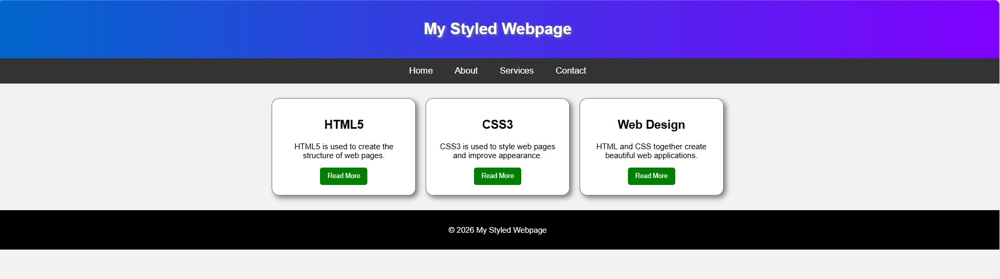 My Styled Webpage
Home About Services Contact
HTML5
HTML5 is used to create the
structure of web pages.
Read More
CSS3
CSS3 is used to style web pages
and improve appearance.
Read More
Web Design
HTML and CSS together create
beautiful web applications.
Read More
© 2026 My Styled Webpage